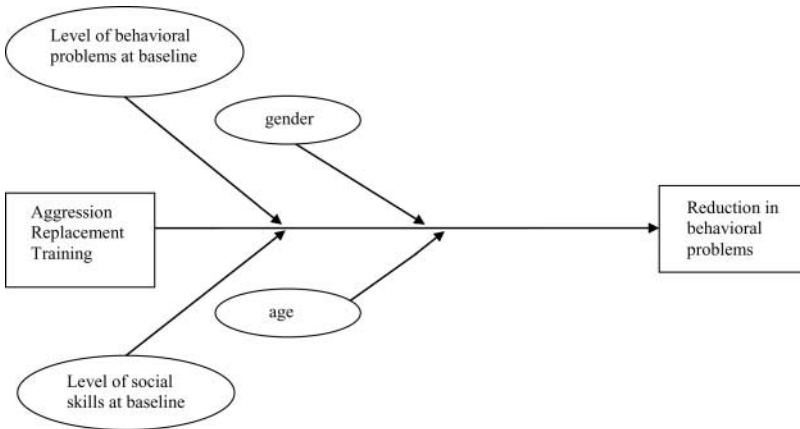 Level of behavioral
problems at baseline
gender
Aggression
Replacement
Training
Reduction in
behavioral
problems
age
Level of social
skills at baseline